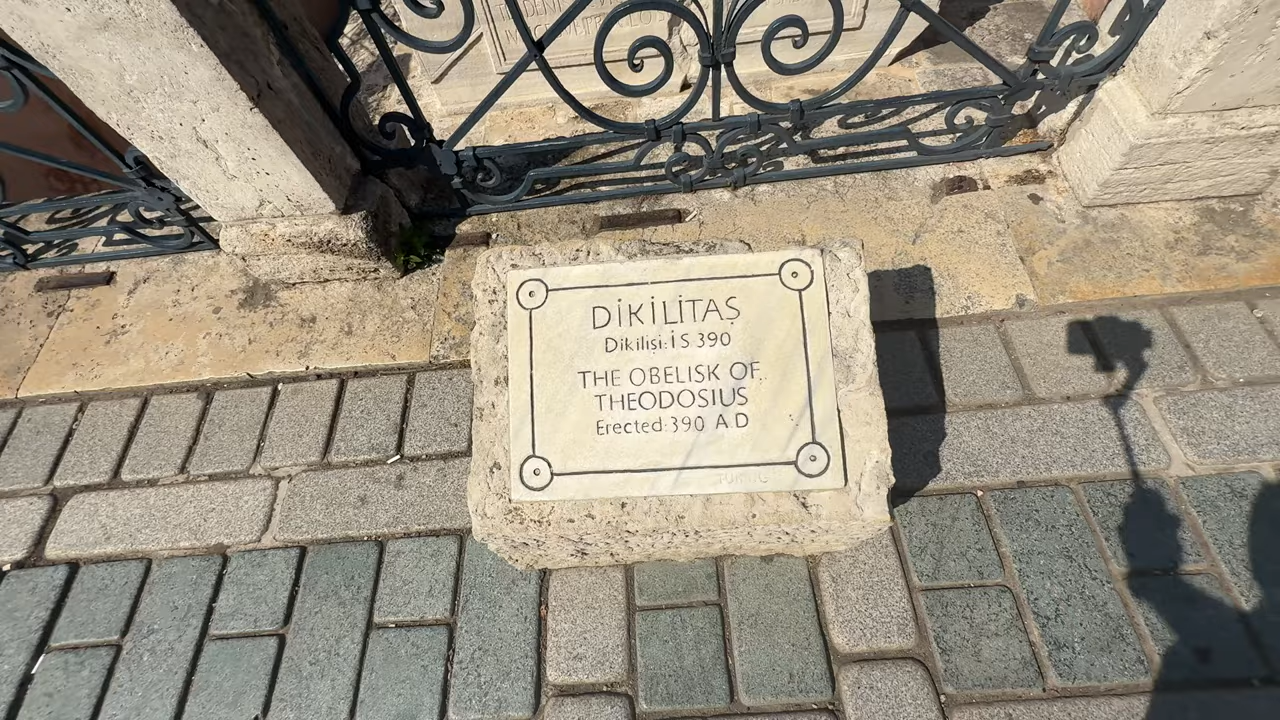 DİKİLİTAŞ
Dikilişi: İS 390
THE OBELISK OF
THEODOSIUS
Erected: 390 A.D